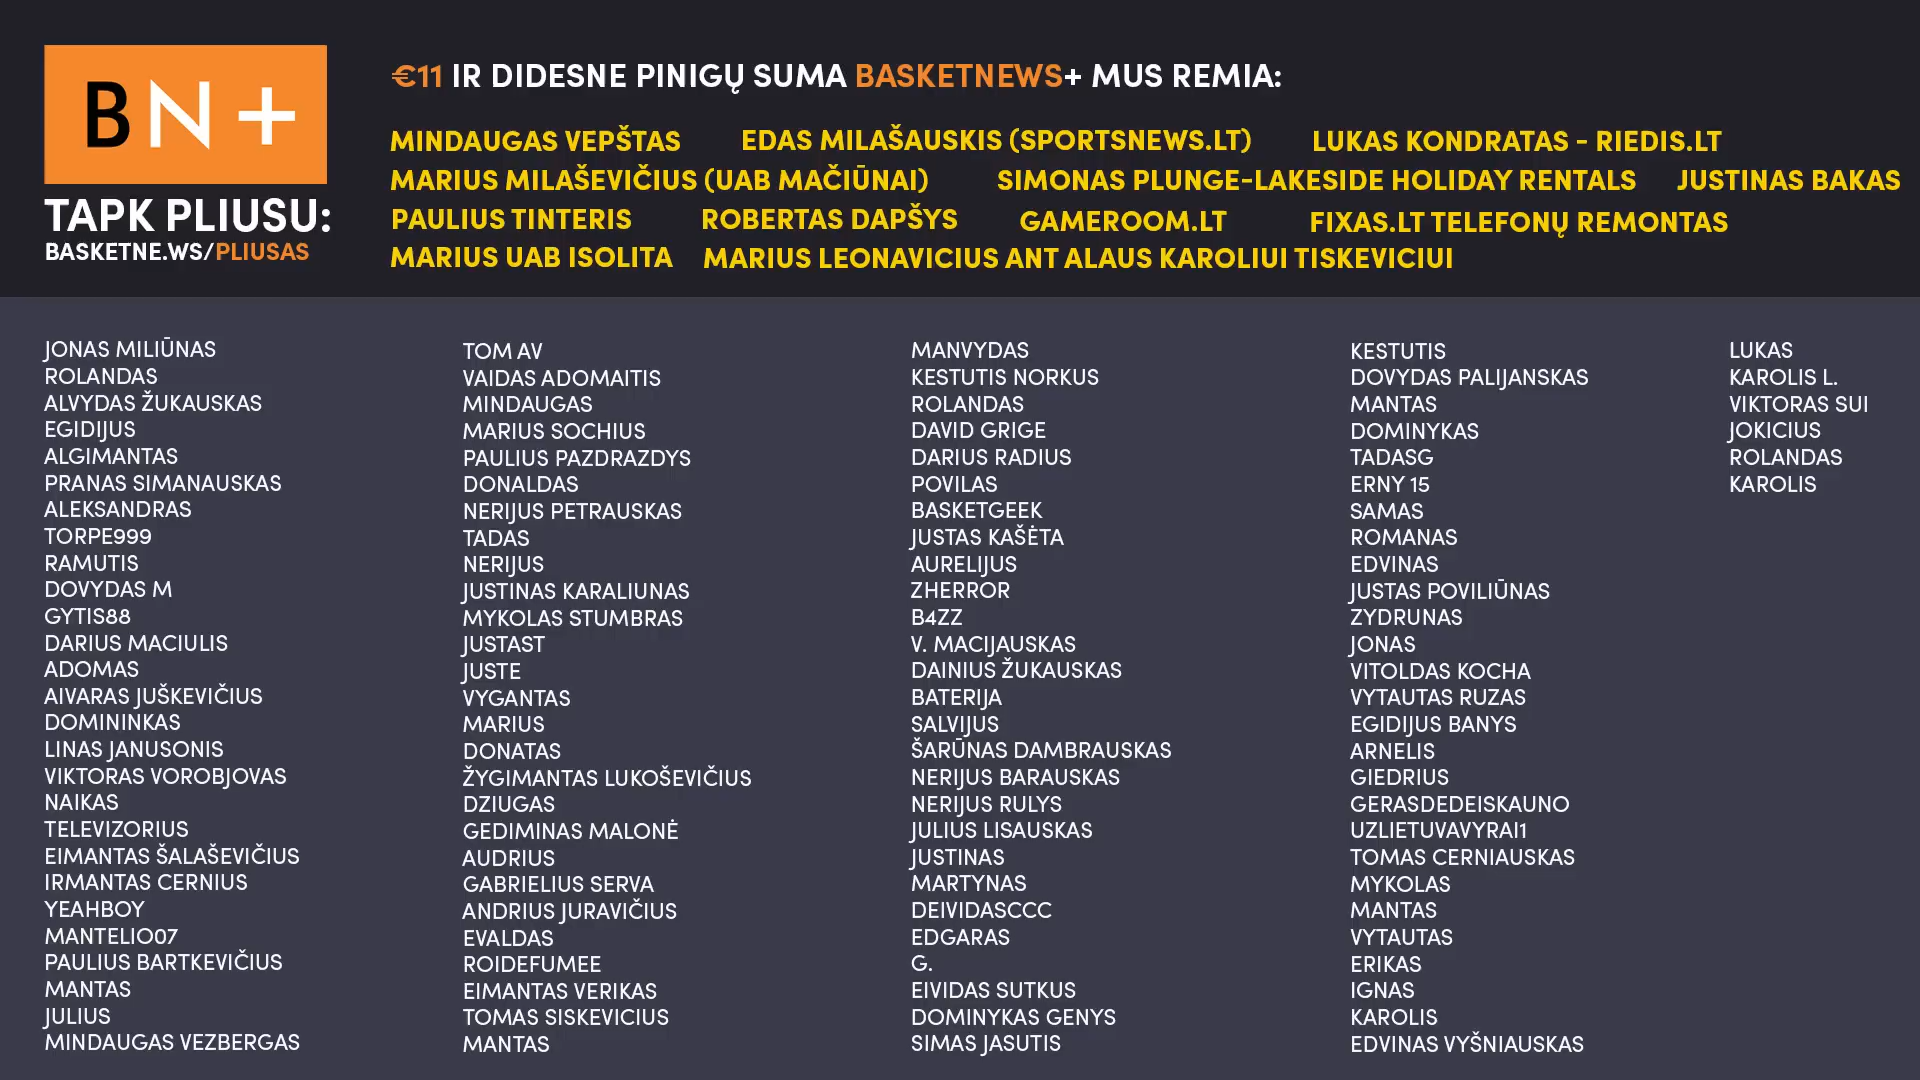 BN+
TAPK PLIUSU:
BASKETNE.WS/PLIUSAS
€11 IR DIDESNE PINIGŲ SUMA BASKETNEWS+ MUS REMIA:
MINDAUGAS VEPŠTAS EDAS MILAŠAUSKIS (SPORTSNEWS.LT) LUKAS KONDRATAS - RIEDIS.LT
MARIUS MILAŠEVIČIUS (UAB MAČIŪNAI) SIMONAS PLUNGE-LAKESIDE HOLIDAY RENTALS JUSTINAS BAKAS
PAULIUS TINTERIS ROBERTAS DAPŠYS GAMEROOM.LT FIXAS.LT TELEFONŲ REMONTAS
MARIUS UAB ISOLITA MARIUS LEONAVICIUS ANT ALAUS KAROLIUI TISKEVICIUI
JONAS MILIŪNAS
ROLANDAS
ALVYDAS ŽUKAUSKAS
EGIDIJUS
ALGIMANTAS
PRANAS SIMANAUSKAS
ALEKSANDRAS
TORPE999
RAMUTIS
DOVYDAS M
GYTIS88
DARIUS MACIULIS
ADOMAS
AIVARAS JUŠKEVIČIUS
DOMININKAS
LINAS JANUSONIS
VIKTORAS VOROBJOVAS
NAIKAS
TELEVIZORIUS
EIMANTAS ŠALAŠEVIČIUS
IRMANTAS CERNIUS
YEAHBOY
MANTELIO07
PAULIUS BARTKEVIČIUS
MANTAS
JULIUS
MINDAUGAS VEZBERGAS
TOM AV
VAIDAS ADOMAITIS
MINDAUGAS
MARIUS SOCHIUS
PAULIUS PAZDRAZDYS
DONALDAS
NERIJUS PETRAUSKAS
TADAS
NERIJUS
JUSTINAS KARALIUNAS
MYKOLAS STUMBRAS
JUSTAST
JUSTE
VYGANTAS
MARIUS
DONATAS
ŽYGIMANTAS LUKOŠEVIČIUS
DZIUGAS
GEDIMINAS MALONĖ
AUDRIUS
GABRIELIUS SERVA
ANDRIUS JURAVIČIUS
EVALDAS
ROIDEFUMEE
EIMANTAS VERIKAS
TOMAS SISKEVICIUS
MANTAS
MANVYDAS
KESTUTIS NORKUS
ROLANDAS
DAVID GRIGE
DARIUS RADIUS
POVILAS
BASKETGEEK
JUSTAS KAŠĖTA
AURELIJUS
ZHERROR
B4ZZ
V. MACIJAUSKAS
DAINIUS ŽUKAUSKAS
BATERIJA
SALVIJUS
ŠARŪNAS DAMBRAUSKAS
NERIJUS BARAUSKAS
NERIJUS RULYS
JULIUS LISAUSKAS
JUSTINAS
MARTYNAS
DEIVIDASCCC
EDGARAS
G.
EIVIDAS SUTKUS
DOMINYKAS GENYS
SIMAS JASUTIS
KESTUTIS
DOVYDAS PALIJANSKAS
MANTAS
DOMINYKAS
TADASG
ERNY 15
SAMAS
ROMANAS
EDVINAS
JUSTAS POVILIŪNAS
ZYDRUNAS
JONAS
VITOLDAS KOCHA
VYTAUTAS RUZAS
EGIDIJUS BANYS
ARNELIS
GIEDRIUS
GERASDEDEISKAUNO
UZLIETUVAVYRAI1
TOMAS CERNIAUSKAS
MYKOLAS
MANTAS
VYTAUTAS
ERIKAS
IGNAS
KAROLIS
EDVINAS VYŠNIAUSKAS
LUKAS
KAROLIS L.
VIKTORAS SUI
JOKICIUS
ROLANDAS
KAROLIS